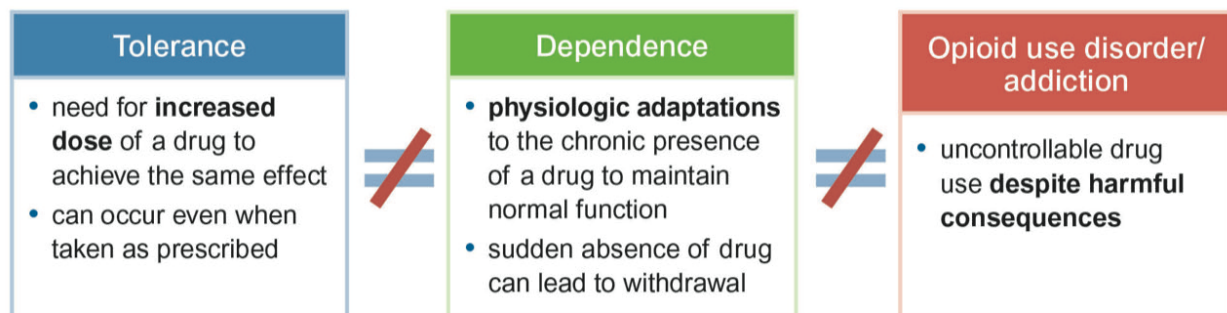 Tolerance
• need for increased
dose of a drug to
achieve the same effect
• can occur even when
taken as prescribed
≠
Dependence
• physiologic adaptations
to the chronic presence
of a drug to maintain
normal function
• sudden absence of drug
can lead to withdrawal
≠
Opioid use disorder/
addiction
• uncontrollable drug
use despite harmful
consequences